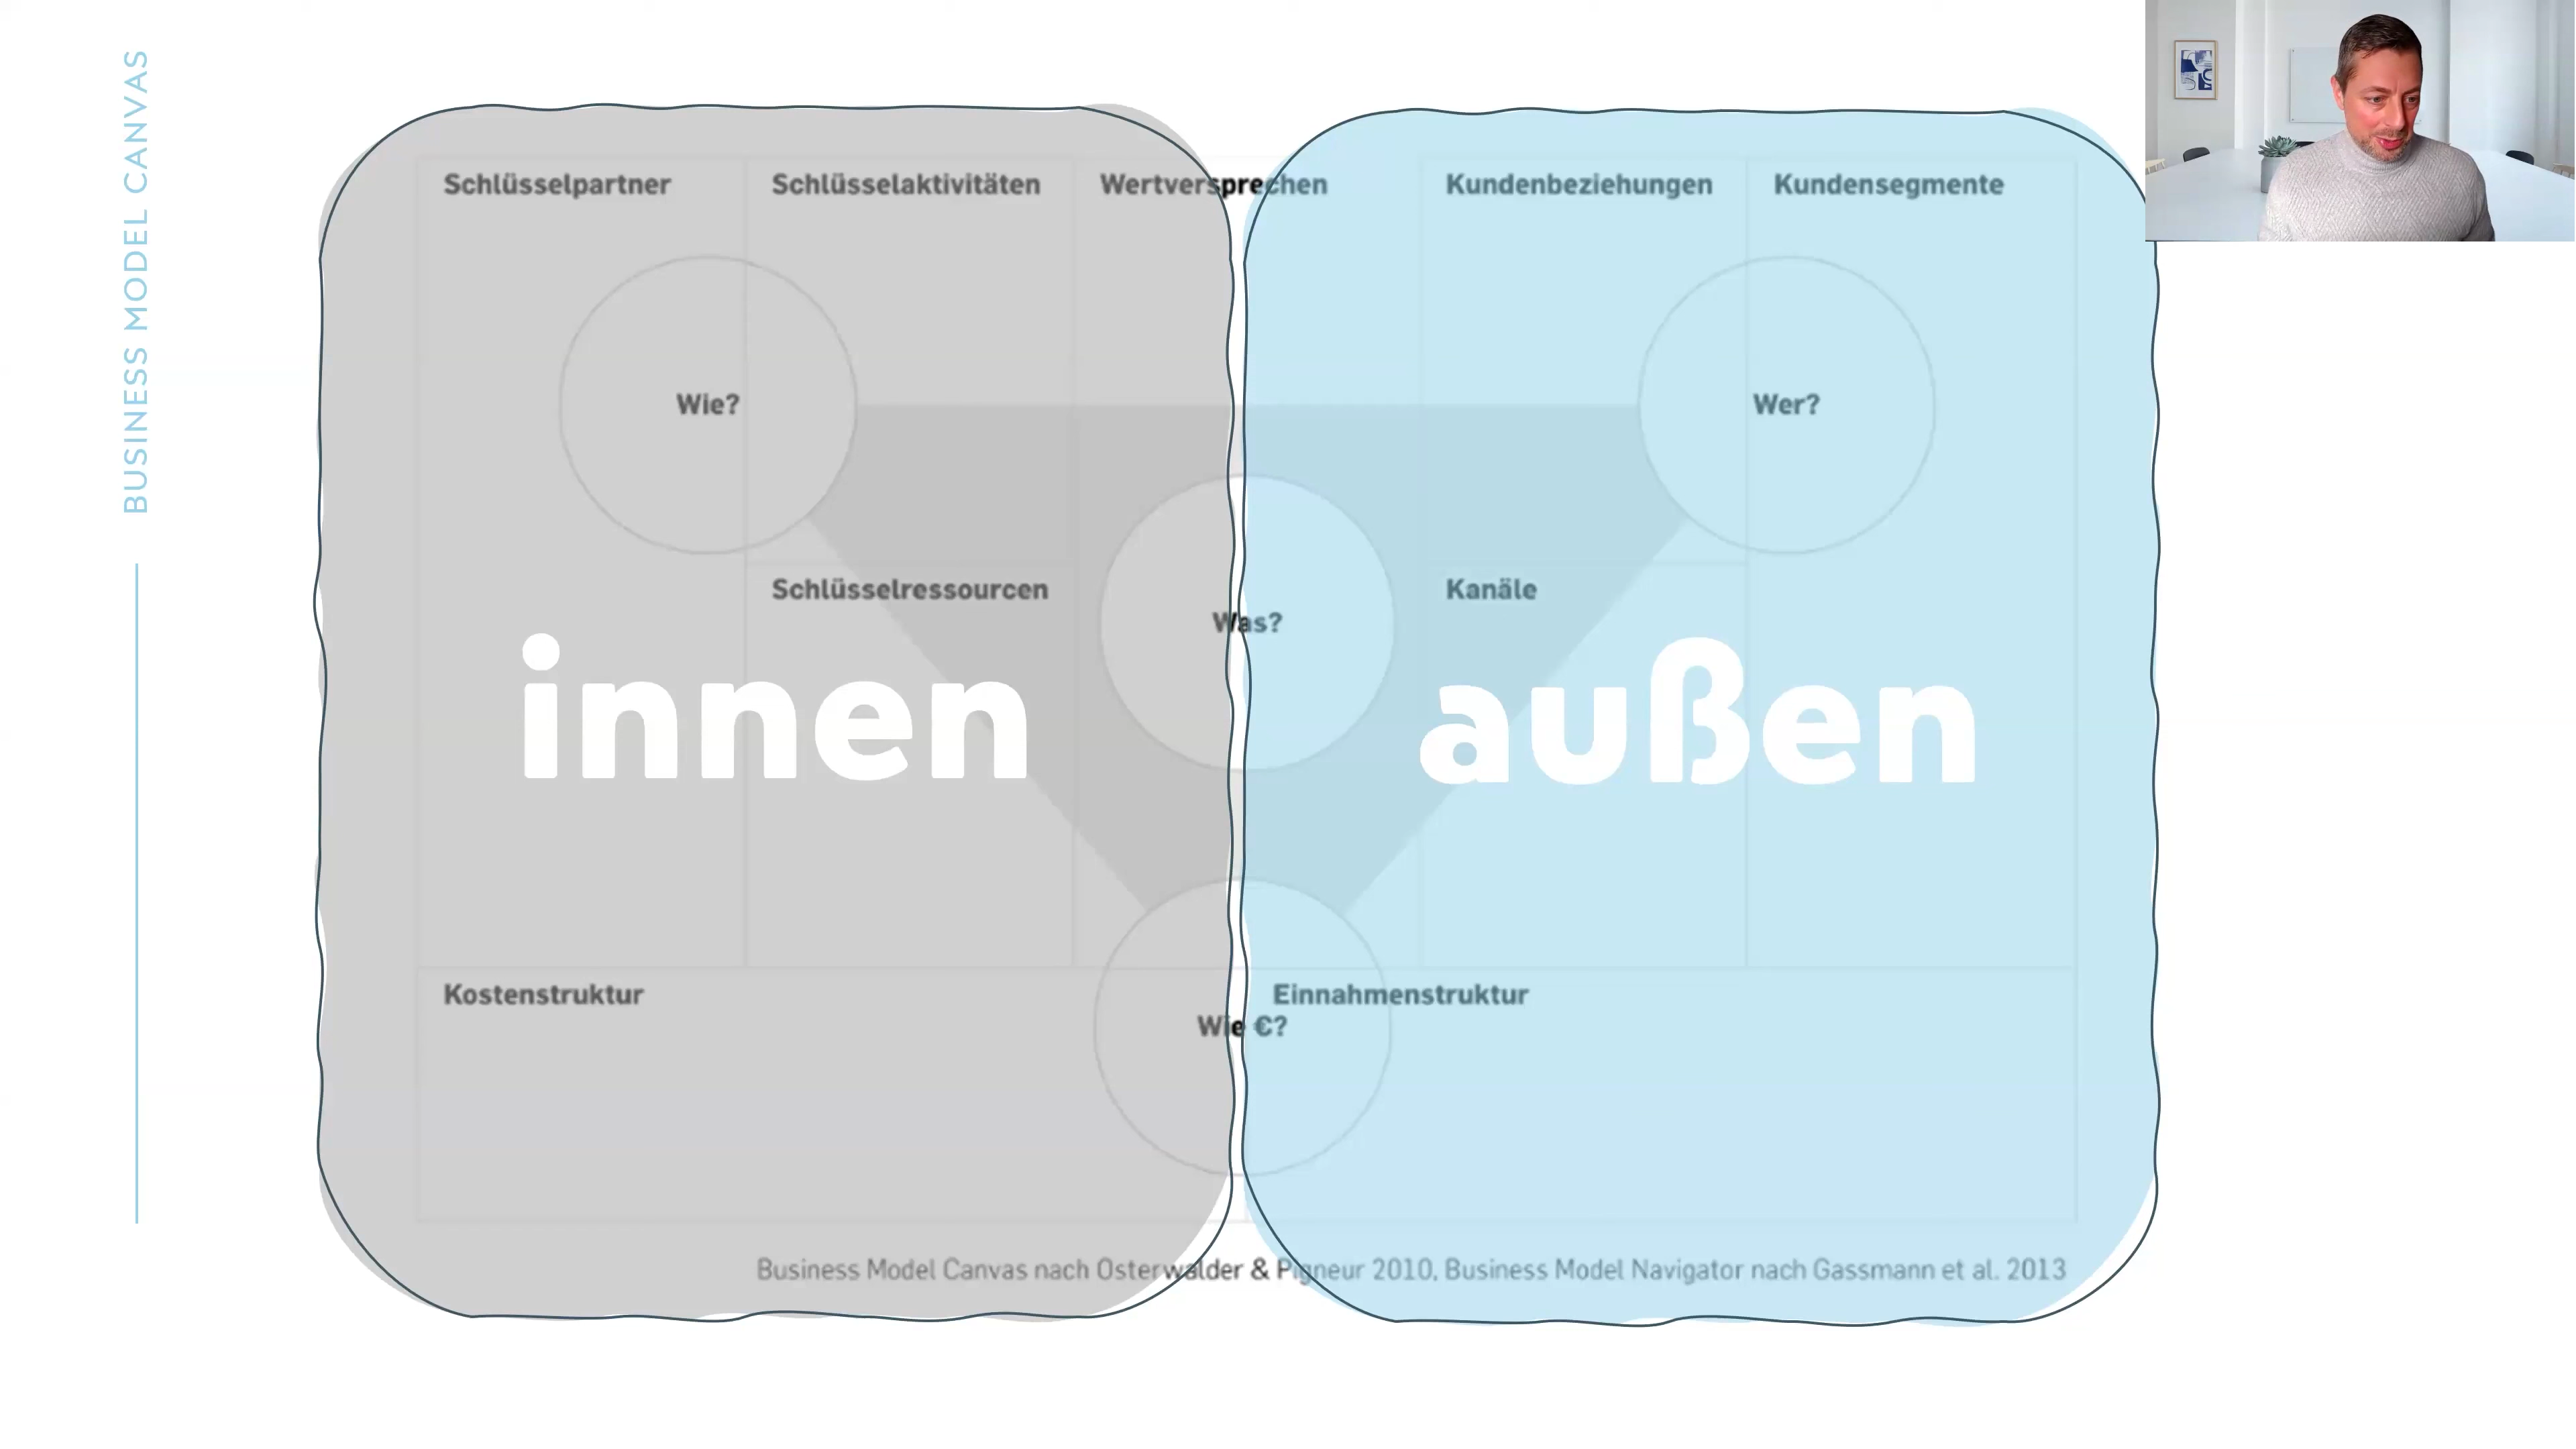 BUSINESS MODEL CANVAS
Schlüsselpartner
Schlüsselaktivitäten
Wertversprechen
Kundenbeziehungen
Kundensegmente
Wie?
Wer?
Schlüsselressourcen
Was?
Kanäle
innen
außen
Kostenstruktur
Einnahmenstruktur
Wie €?
Business Model Canvas nach Osterwalder & Pigneur 2010, Business Model Navigator nach Gassmann et al. 2013